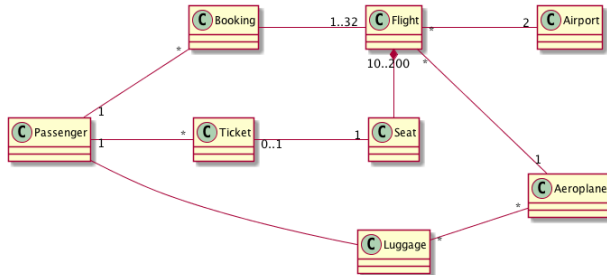 C Booking 1..32 C Flight * 2 C Airport
* 10..200 *
1
C Passenger 1 * C Ticket 0..1 1 C Seat
1
C Aeroplane
*
C Luggage *